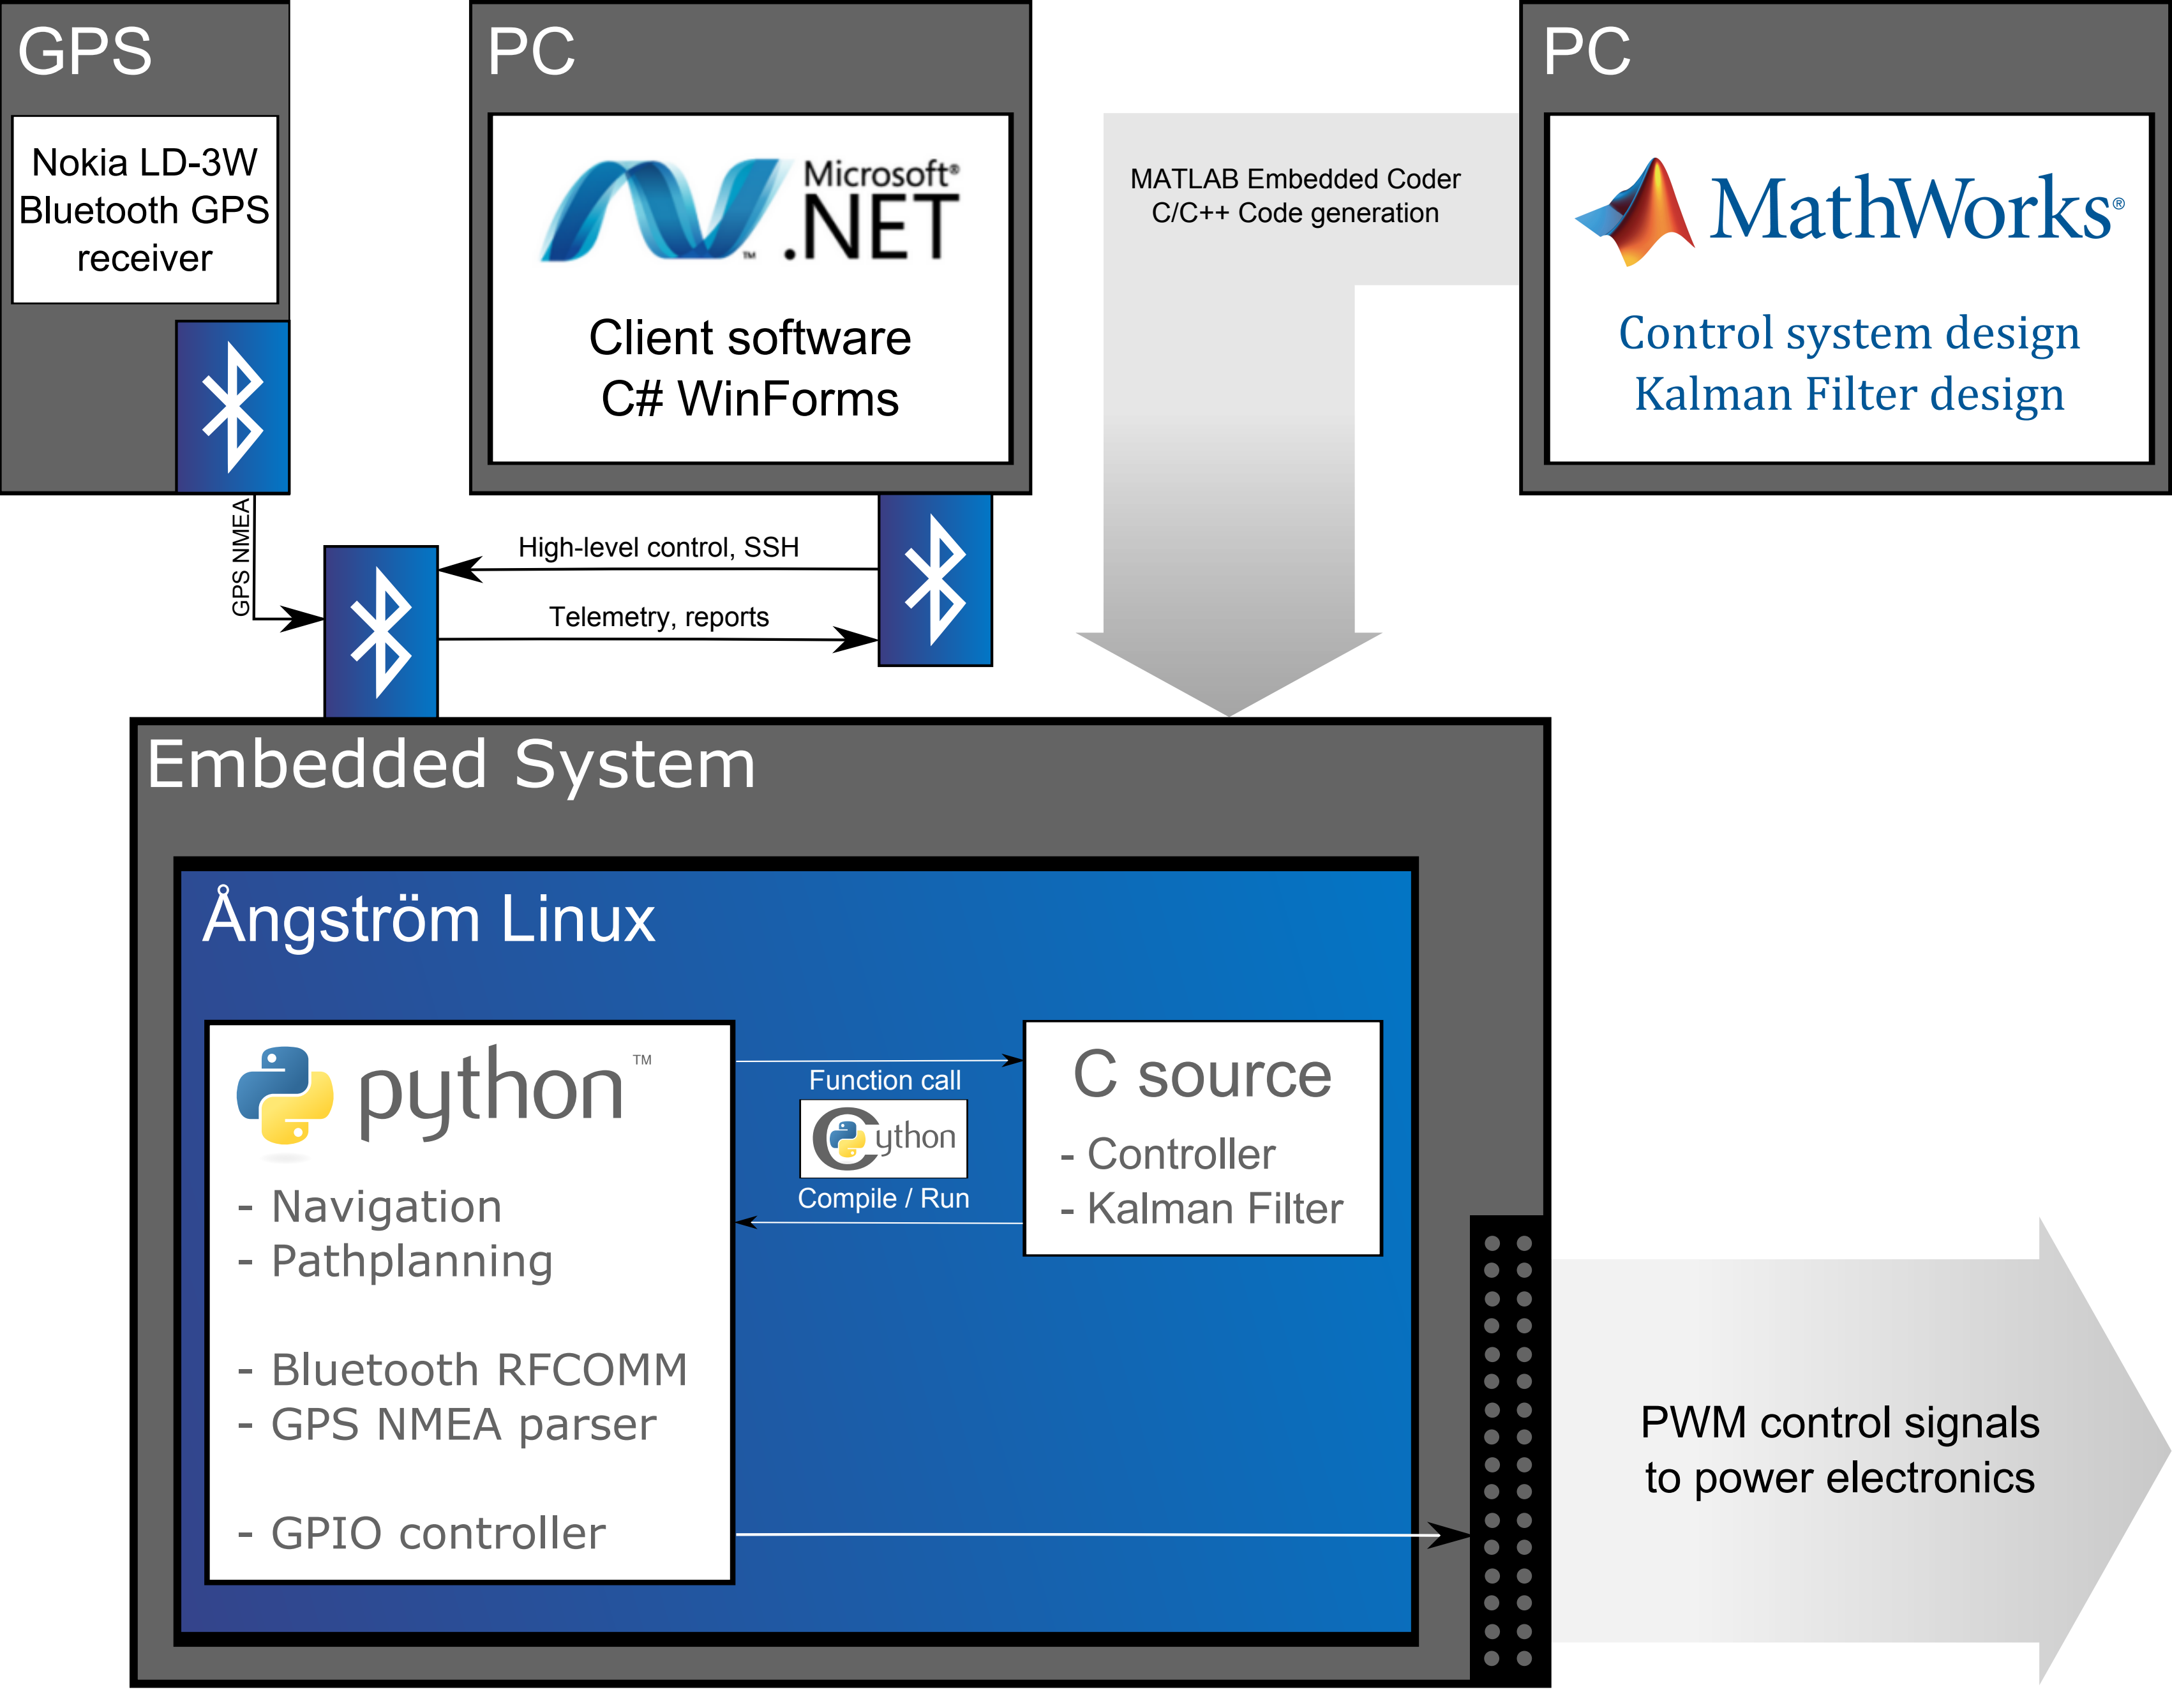 GPS
Nokia LD-3W
Bluetooth GPS
receiver
PC
Microsoft®
.NET
™
Client software
C# WinForms
MATLAB Embedded Coder
C/C++ Code generation
PC
MathWorks®
Control system design
Kalman Filter design
GPS NMEA
High-level control, SSH
Telemetry, reports
Embedded System
Ångström Linux
python™
- Navigation
- Pathplanning
- Bluetooth RFCOMM
- GPS NMEA parser
- GPIO controller
Function call
Cython
Compile / Run
C source
- Controller
- Kalman Filter
PWM control signals
to power electronics